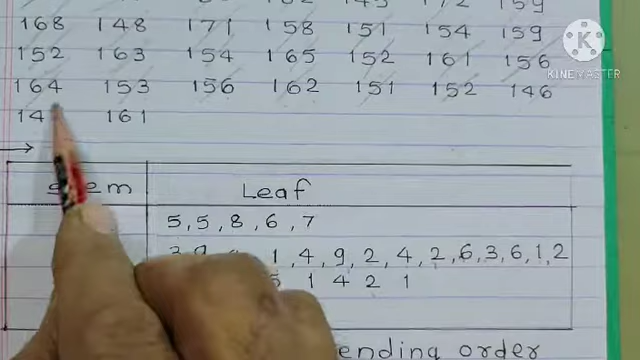 159
168 148 171 158 151 154 159
152 163 154 165 152 161 156
164 153 156 162 151 152 146
161
KINEMASTER
Leaf
5, 5, 8, 6, 7
1, 4, 9, 2, 4, 2, 6, 3, 6, 1, 2
1 4 2 1
ending order